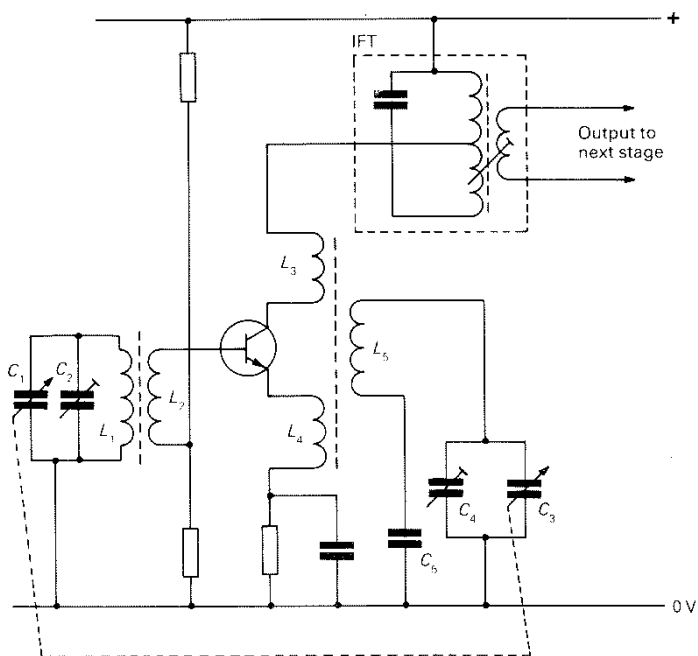 +
IFT
Output to
next stage
L3
C1
C2
L1
L2
L5
L4
C4
C3
C5
0 V